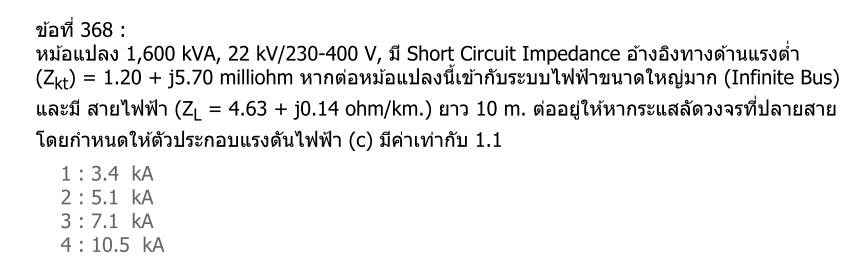 ข้อที่ 368 :
หม้อแปลง 1,600 kVA, 22 kV/230-400 V, มี Short Circuit Impedance อ้างอิงทางด้านแรงต่ำ
(Zkt) = 1.20 + j5.70 milliohm หากต่อหม้อแปลงนี้เข้ากับระบบไฟฟ้าขนาดใหญ่มาก (Infinite Bus)
และมี สายไฟฟ้า (ZL = 4.63 + j0.14 ohm/km.) ยาว 10 m. ต่ออยู่ให้หากระแสลัดวงจรที่ปลายสาย
โดยกำหนดให้ตัวประกอบแรงดันไฟฟ้า (c) มีค่าเท่ากับ 1.1
1 : 3.4 kA
2 : 5.1 kA
3 : 7.1 kA
4 : 10.5 kA